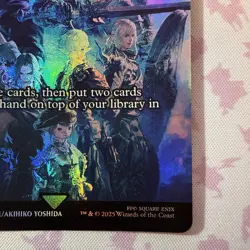 e cards, then put two cards
hand on top of your library in
AKIHIKO YOSHIDA
FF© SQUARE ENIX
™ & © 2025 Wizards of the Coast